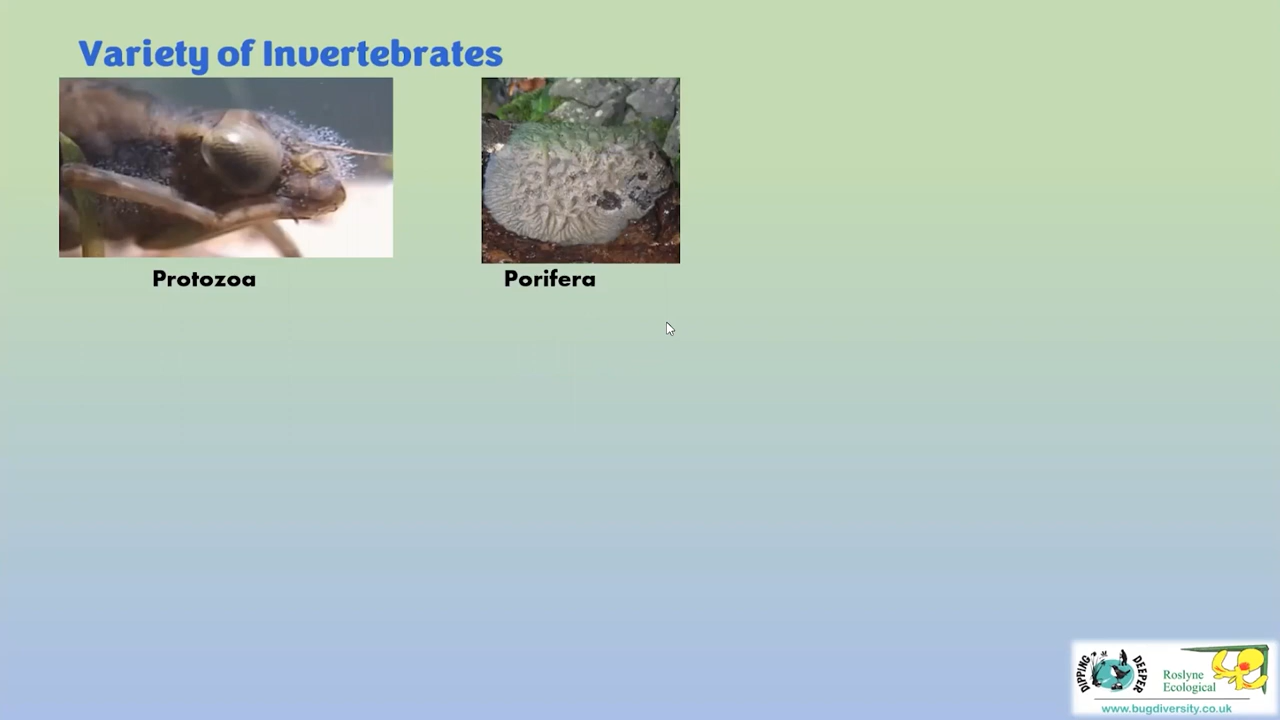 Variety of Invertebrates
Protozoa
Porifera
DIPPING DEEPER
Roslyne
Ecological
www.bugdiversity.co.uk